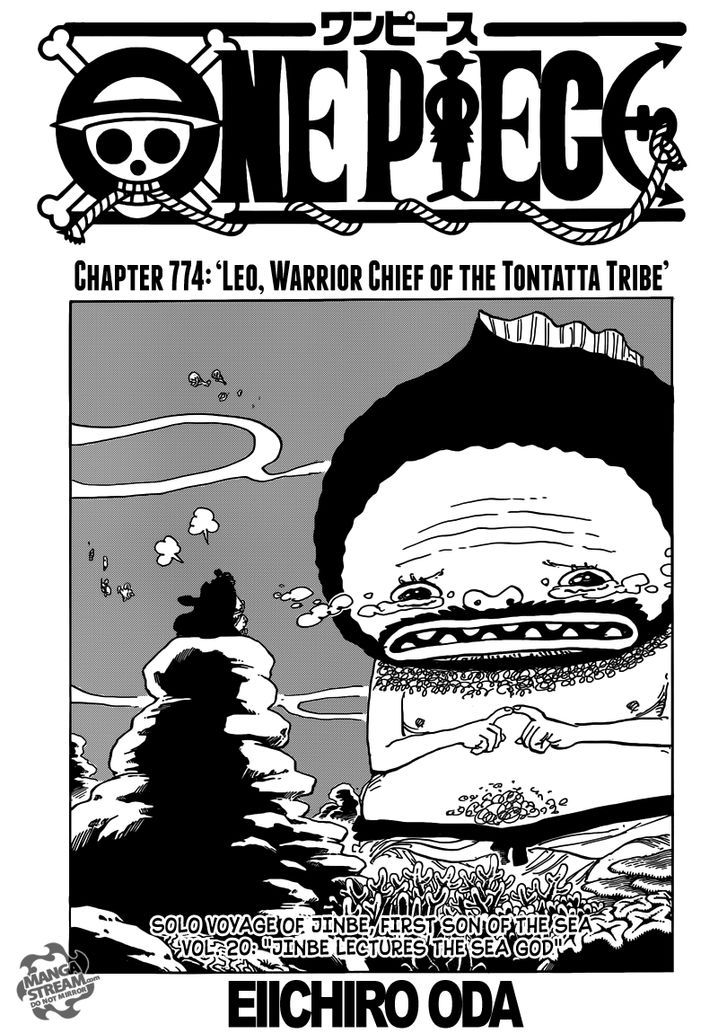 ワンピース
ONE PIECE
CHAPTER 774: ‘LEO, WARRIOR CHIEF OF THE TONTATTA TRIBE’
SOLO VOYAGE OF JINBE, FIRST SON OF THE SEA
VOL. 20: "JINBE LECTURES THE SEA GOD"
MANGA
STREAM.com
DO NOT MIRROR
EIICHIRO ODA